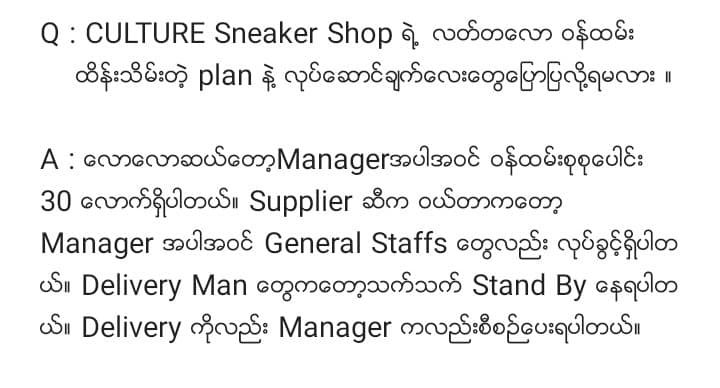 Q : CULTURE Sneaker Shop ရဲ့ လတ်တလော ဝန်ထမ်း
ထိန်းသိမ်းတဲ့ plan နဲ့ လုပ်ဆောင်ချက်လေးတွေပြောပြလို့ရမလား ။
A : လောလောဆယ်တော့Managerအပါအဝင် ဝန်ထမ်းစုစုပေါင်း
30 လောက်ရှိပါတယ်။ Supplier ဆီက ဝယ်တာကတော့
Manager အပါအဝင် General Staffs တွေလည်း လုပ်ခွင့်ရှိပါတ
ယ်။ Delivery Man တွေကတော့သက်သက် Stand By နေရပါတ
ယ်။ Delivery ကိုလည်း Manager ကလည်းစီစဉ်ပေးရပါတယ်။